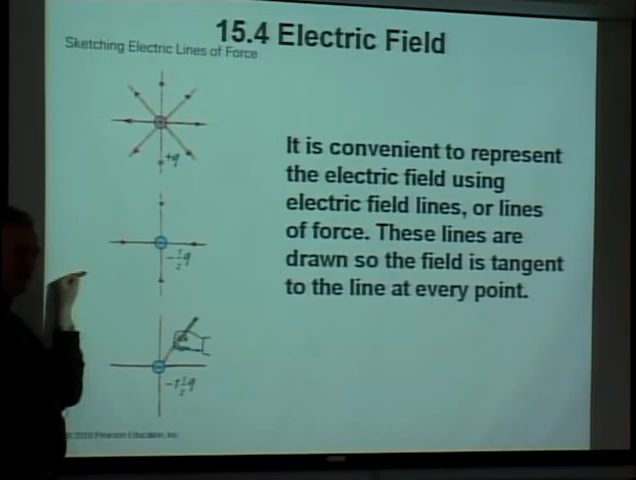 15.4 Electric Field
Sketching Electric Lines of Force
+q
It is convenient to represent
the electric field using
electric field lines, or lines
of force. These lines are
drawn so the field is tangent
to the line at every point.
-½q
-1½q
© 2010 Pearson Education, Inc.